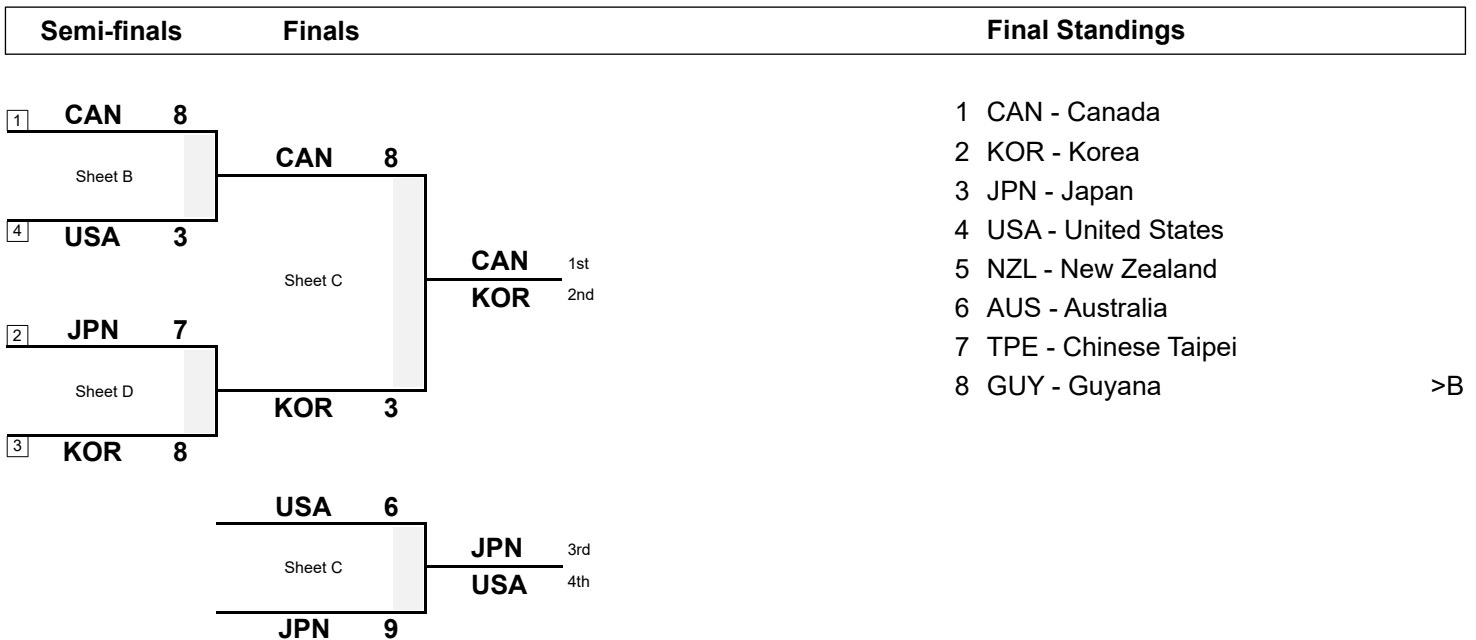 Semi-finals Finals Final Standings
1 CAN 8
Sheet B
4 USA 3
CAN 8
Sheet C
KOR 3
2 JPN 7
Sheet D
3 KOR 8
CAN 1st
KOR 2nd
USA 6
Sheet C
JPN 9
JPN 3rd
USA 4th
1 CAN - Canada
2 KOR - Korea
3 JPN - Japan
4 USA - United States
5 NZL - New Zealand
6 AUS - Australia
7 TPE - Chinese Taipei
8 GUY - Guyana >B